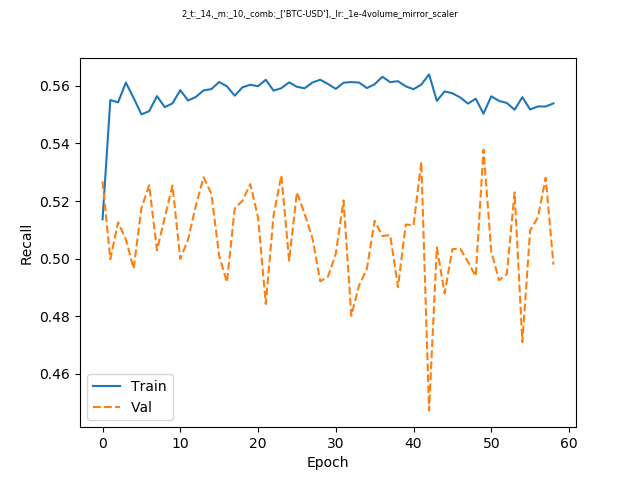 2_t:_14,_m:_10,_comb:_['BTC-USD'],_lr:_1e-4volume_mirror_scaler
0.56
0.54
0.52
0.50
0.48
0.46
Recall
Train
Val
0 10 20 30 40 50 60
Epoch